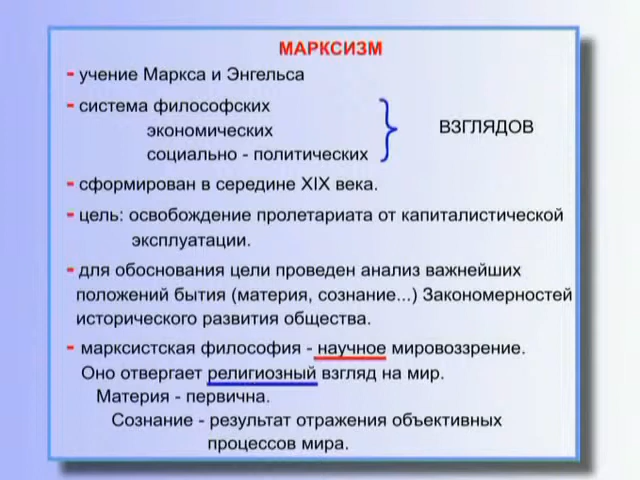 МАРКСИЗМ
- учение Маркса и Энгельса
- система философских
экономических
социально - политических
ВЗГЛЯДОВ
- сформирован в середине XIX века.
- цель: освобождение пролетариата от капиталистической
эксплуатации.
- для обоснования цели проведен анализ важнейших
положений бытия (материя, сознание...) Закономерностей
исторического развития общества.
- марксистская философия - научное мировоззрение.
Оно отвергает религиозный взгляд на мир.
Материя - первична.
Сознание - результат отражения объективных
процессов мира.